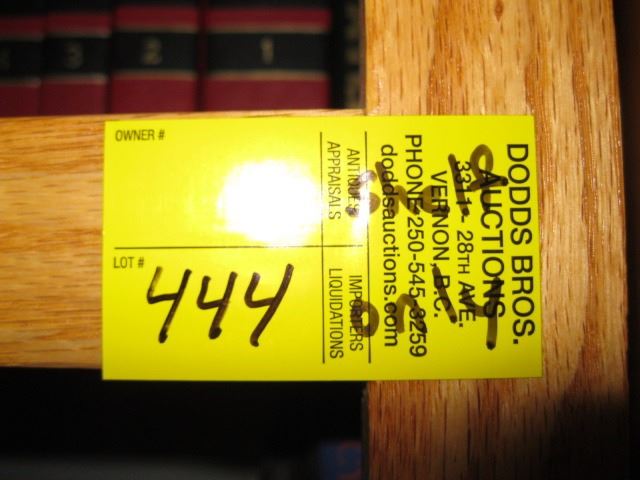 3
2
1
DODDS BROS.
AUCTIONS
3311 - 28TH AVE.
VERNON, B.C.
PHONE 250-545-3259
doddsauctions.com
ANTIQUES
IMPORTERS
APPRAISALS
LIQUIDATIONS
OWNER #
LOT #
444